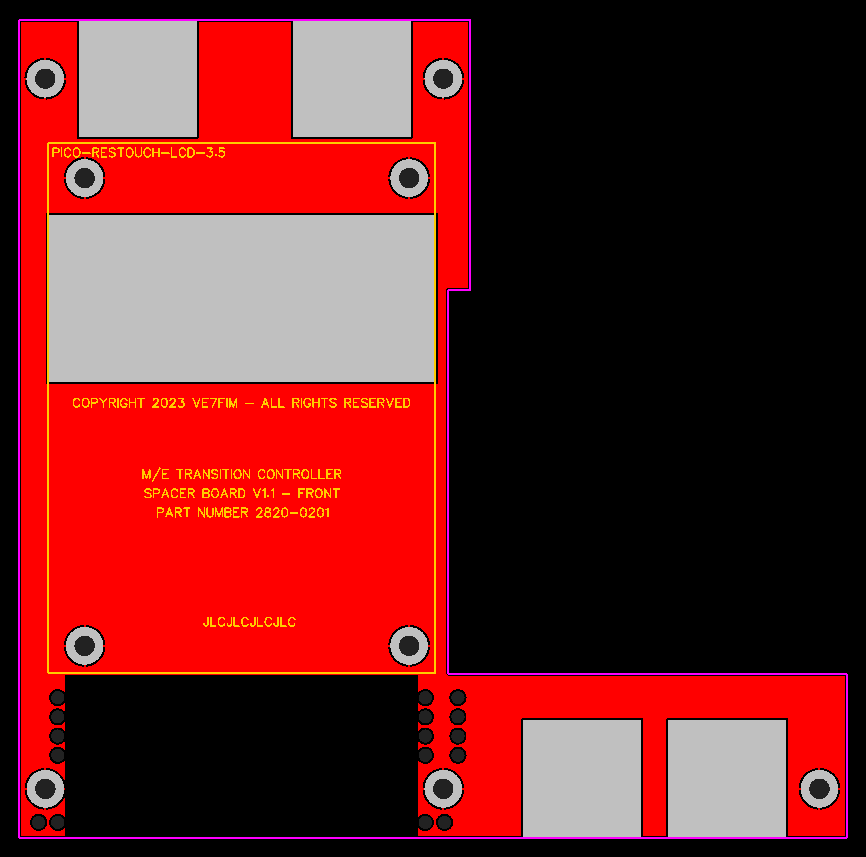 PICO-RESTOUCH-LCD-3.5
COPYRIGHT 2023 VE7FIM - ALL RIGHTS RESERVED
M/E TRANSITION CONTROLLER
SPACER BOARD V1.1 - FRONT
PART NUMBER 2820-0201
JLCJLCJLCJLC